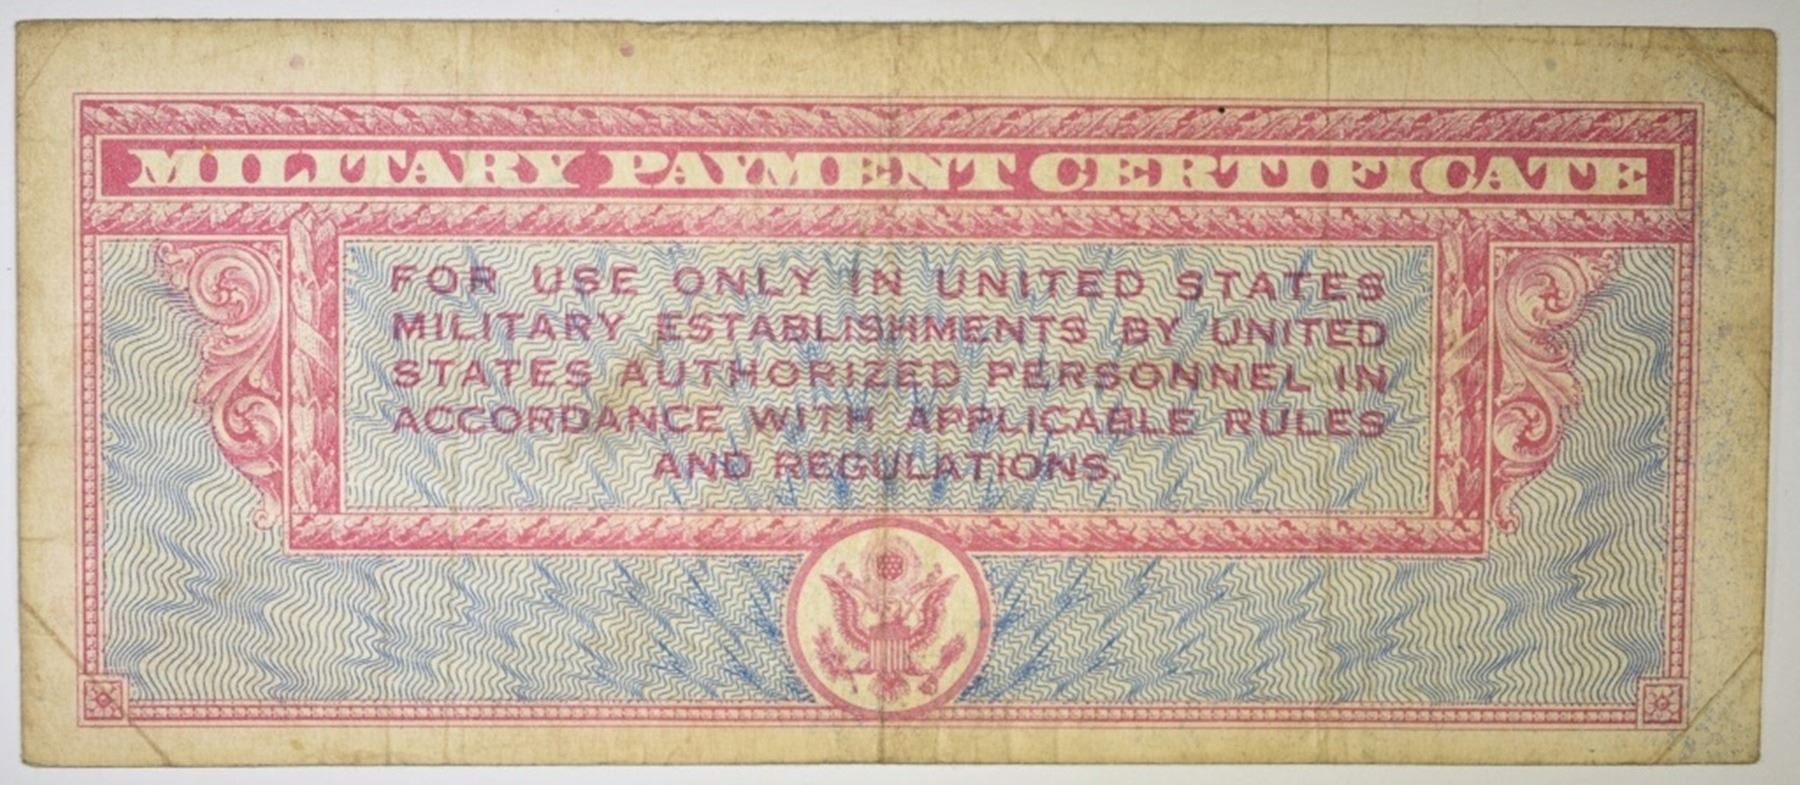 MILITARY PAYMENT CERTIFICATE
FOR USE ONLY IN UNITED STATES
MILITARY ESTABLISHMENTS BY UNITED
STATES AUTHORIZED PERSONNEL IN
ACCORDANCE WITH APPLICABLE RULES
AND REGULATIONS.